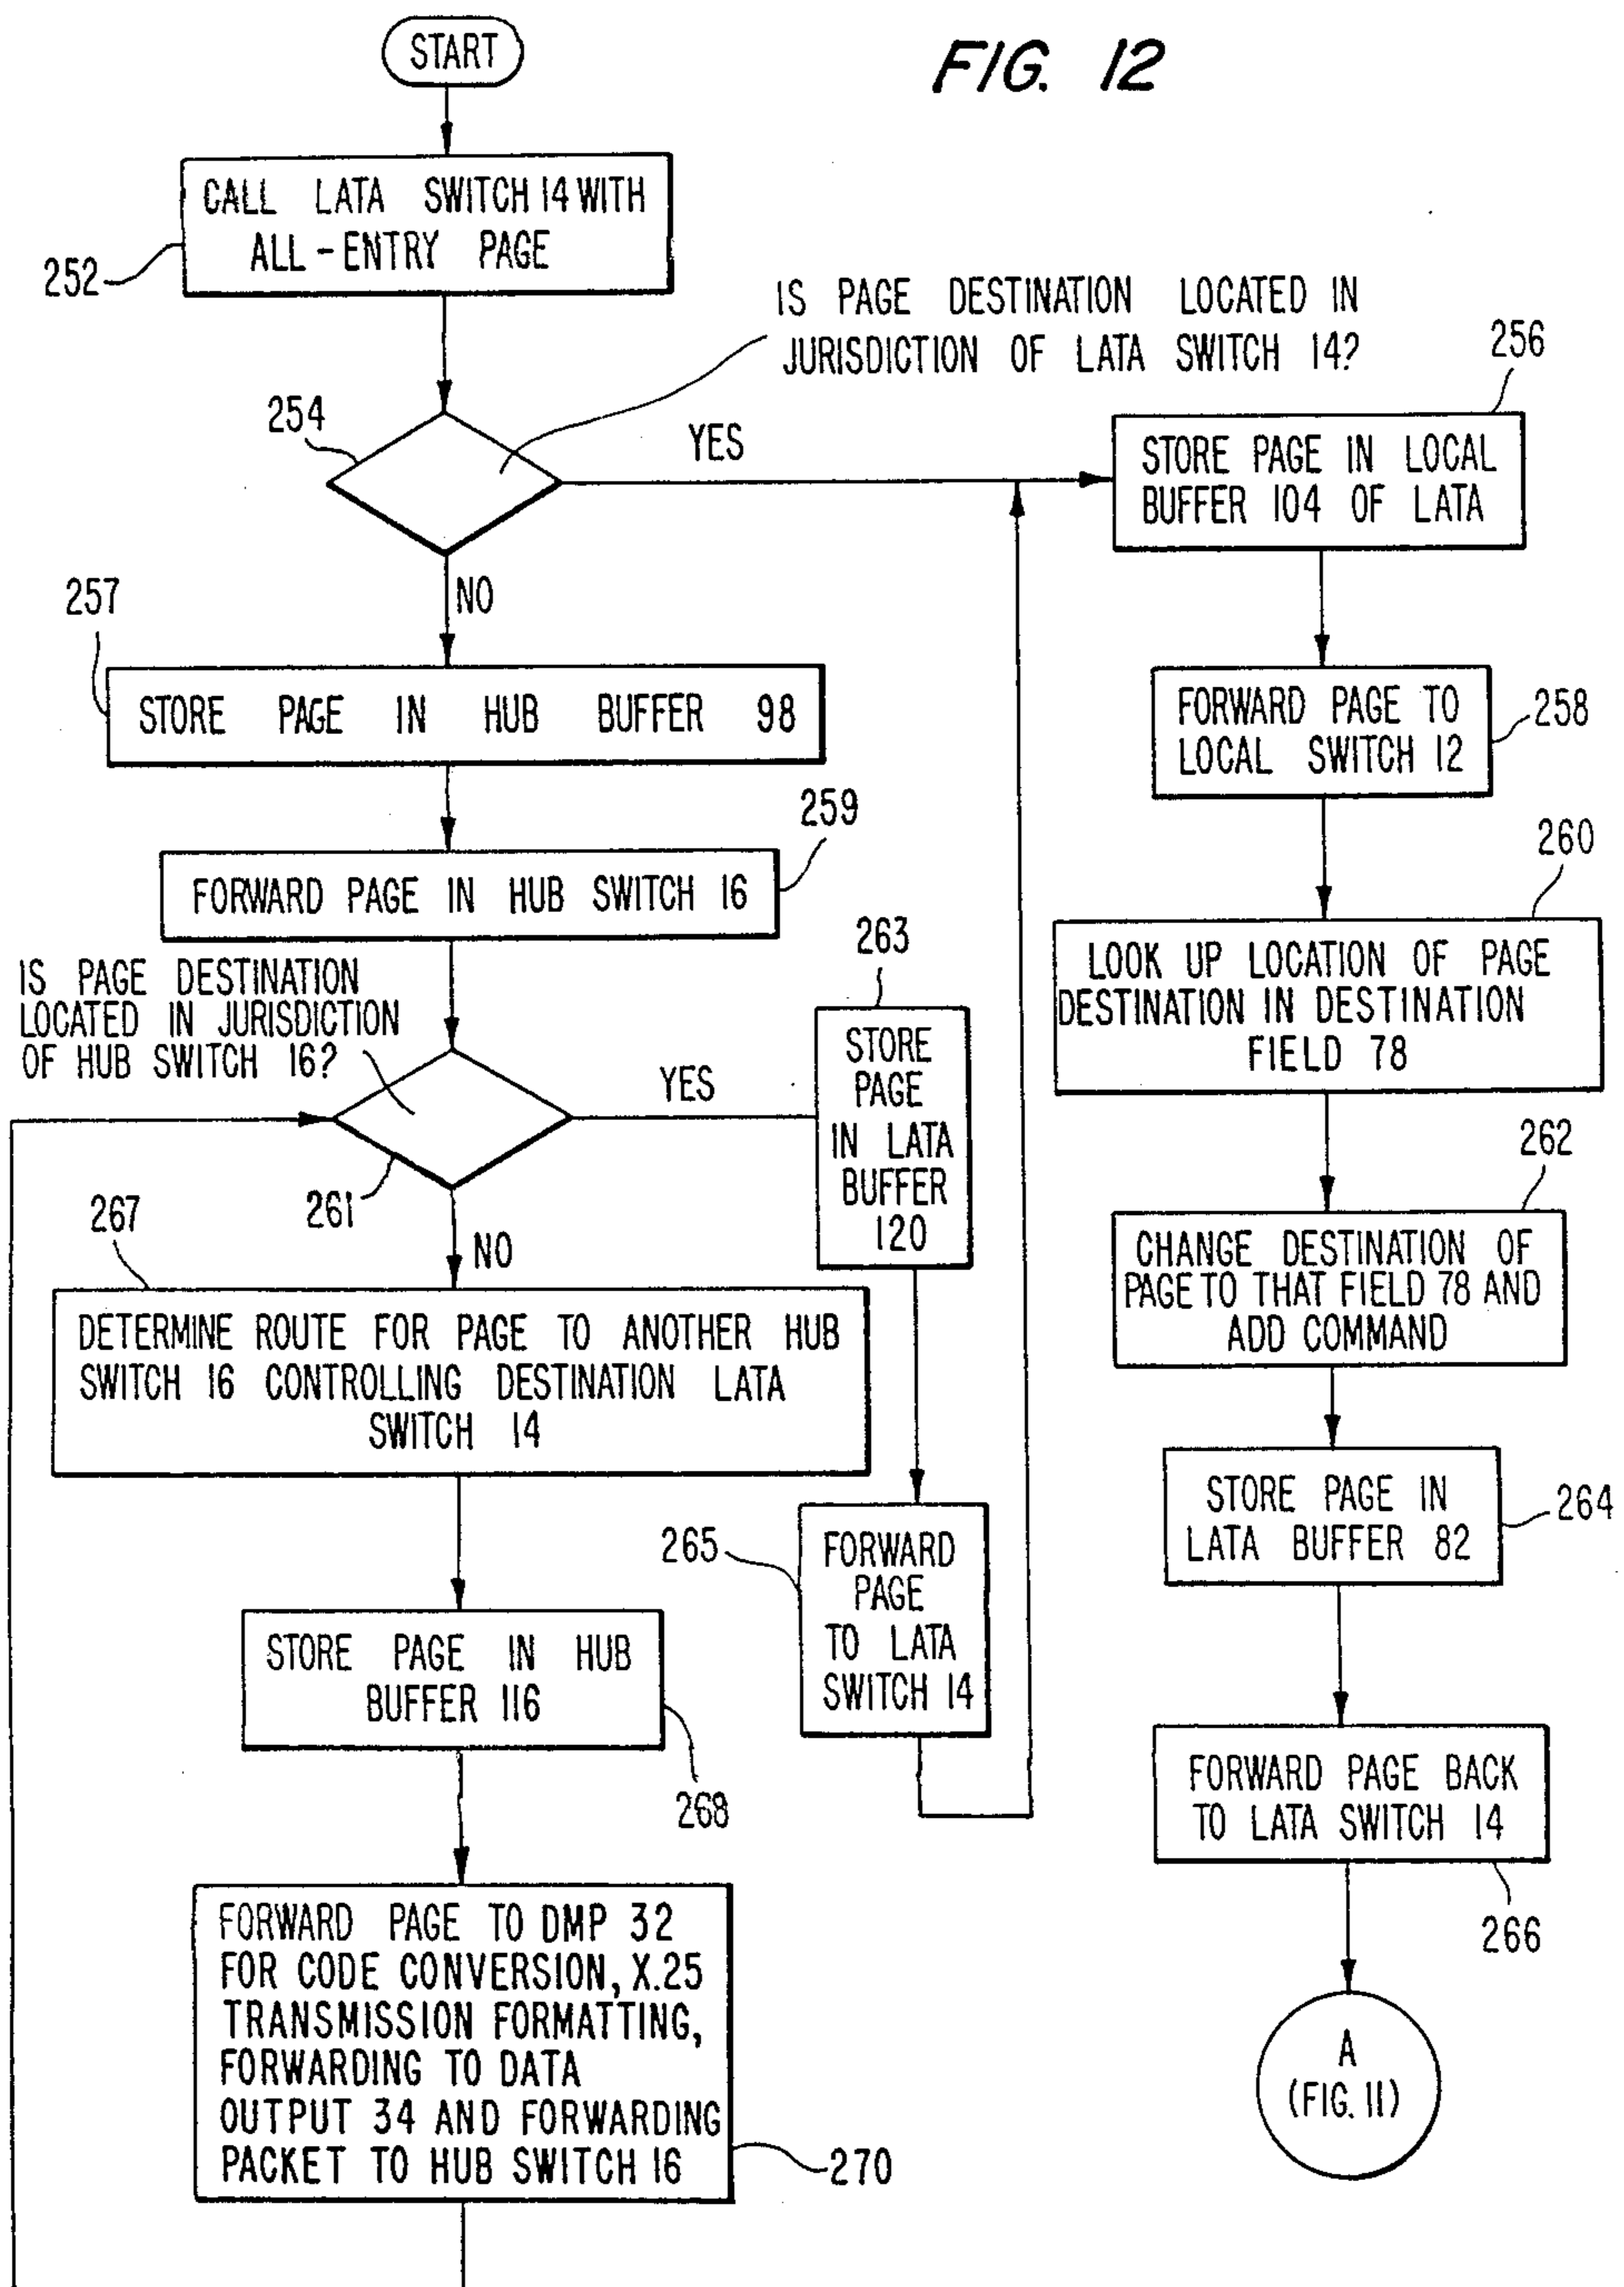 FIG. 12
START
CALL LATA SWITCH 14 WITH
ALL-ENTRY PAGE
252
IS PAGE DESTINATION LOCATED IN
JURISDICTION OF LATA SWITCH 14?
254
YES
NO
256
STORE PAGE IN LOCAL
BUFFER 104 OF LATA
257
STORE PAGE IN HUB BUFFER 98
FORWARD PAGE TO
LOCAL SWITCH 12
258
259
FORWARD PAGE IN HUB SWITCH 16
260
LOOK UP LOCATION OF PAGE
DESTINATION IN DESTINATION
FIELD 78
IS PAGE DESTINATION
LOCATED IN JURISDICTION
OF HUB SWITCH 16?
261
YES
NO
263
STORE
PAGE
IN LATA
BUFFER
120
262
CHANGE DESTINATION OF
PAGE TO THAT FIELD 78 AND
ADD COMMAND
267
DETERMINE ROUTE FOR PAGE TO ANOTHER HUB
SWITCH 16 CONTROLLING DESTINATION LATA
SWITCH 14
STORE PAGE IN
LATA BUFFER 82
264
265
FORWARD
PAGE
TO LATA
SWITCH 14
STORE PAGE IN HUB
BUFFER 116
268
FORWARD PAGE BACK
TO LATA SWITCH 14
266
FORWARD PAGE TO DMP 32
FOR CODE CONVERSION, X.25
TRANSMISSION FORMATTING,
FORWARDING TO DATA
OUTPUT 34 AND FORWARDING
PACKET TO HUB SWITCH 16
270
A
(FIG. 11)